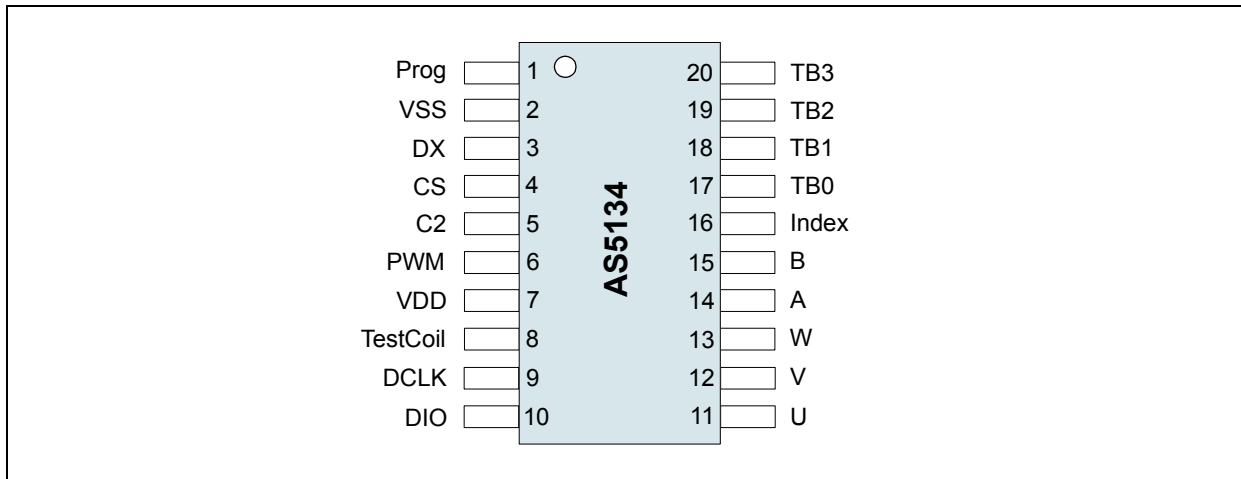 Prog 1 20 TB3
VSS 2 19 TB2
DX 3 18 TB1
CS 4 17 TB0
C2 5 16 Index
PWM 6 15 B
VDD 7 14 A
TestCoil 8 13 W
DCLK 9 12 V
DIO 10 11 U
AS5134